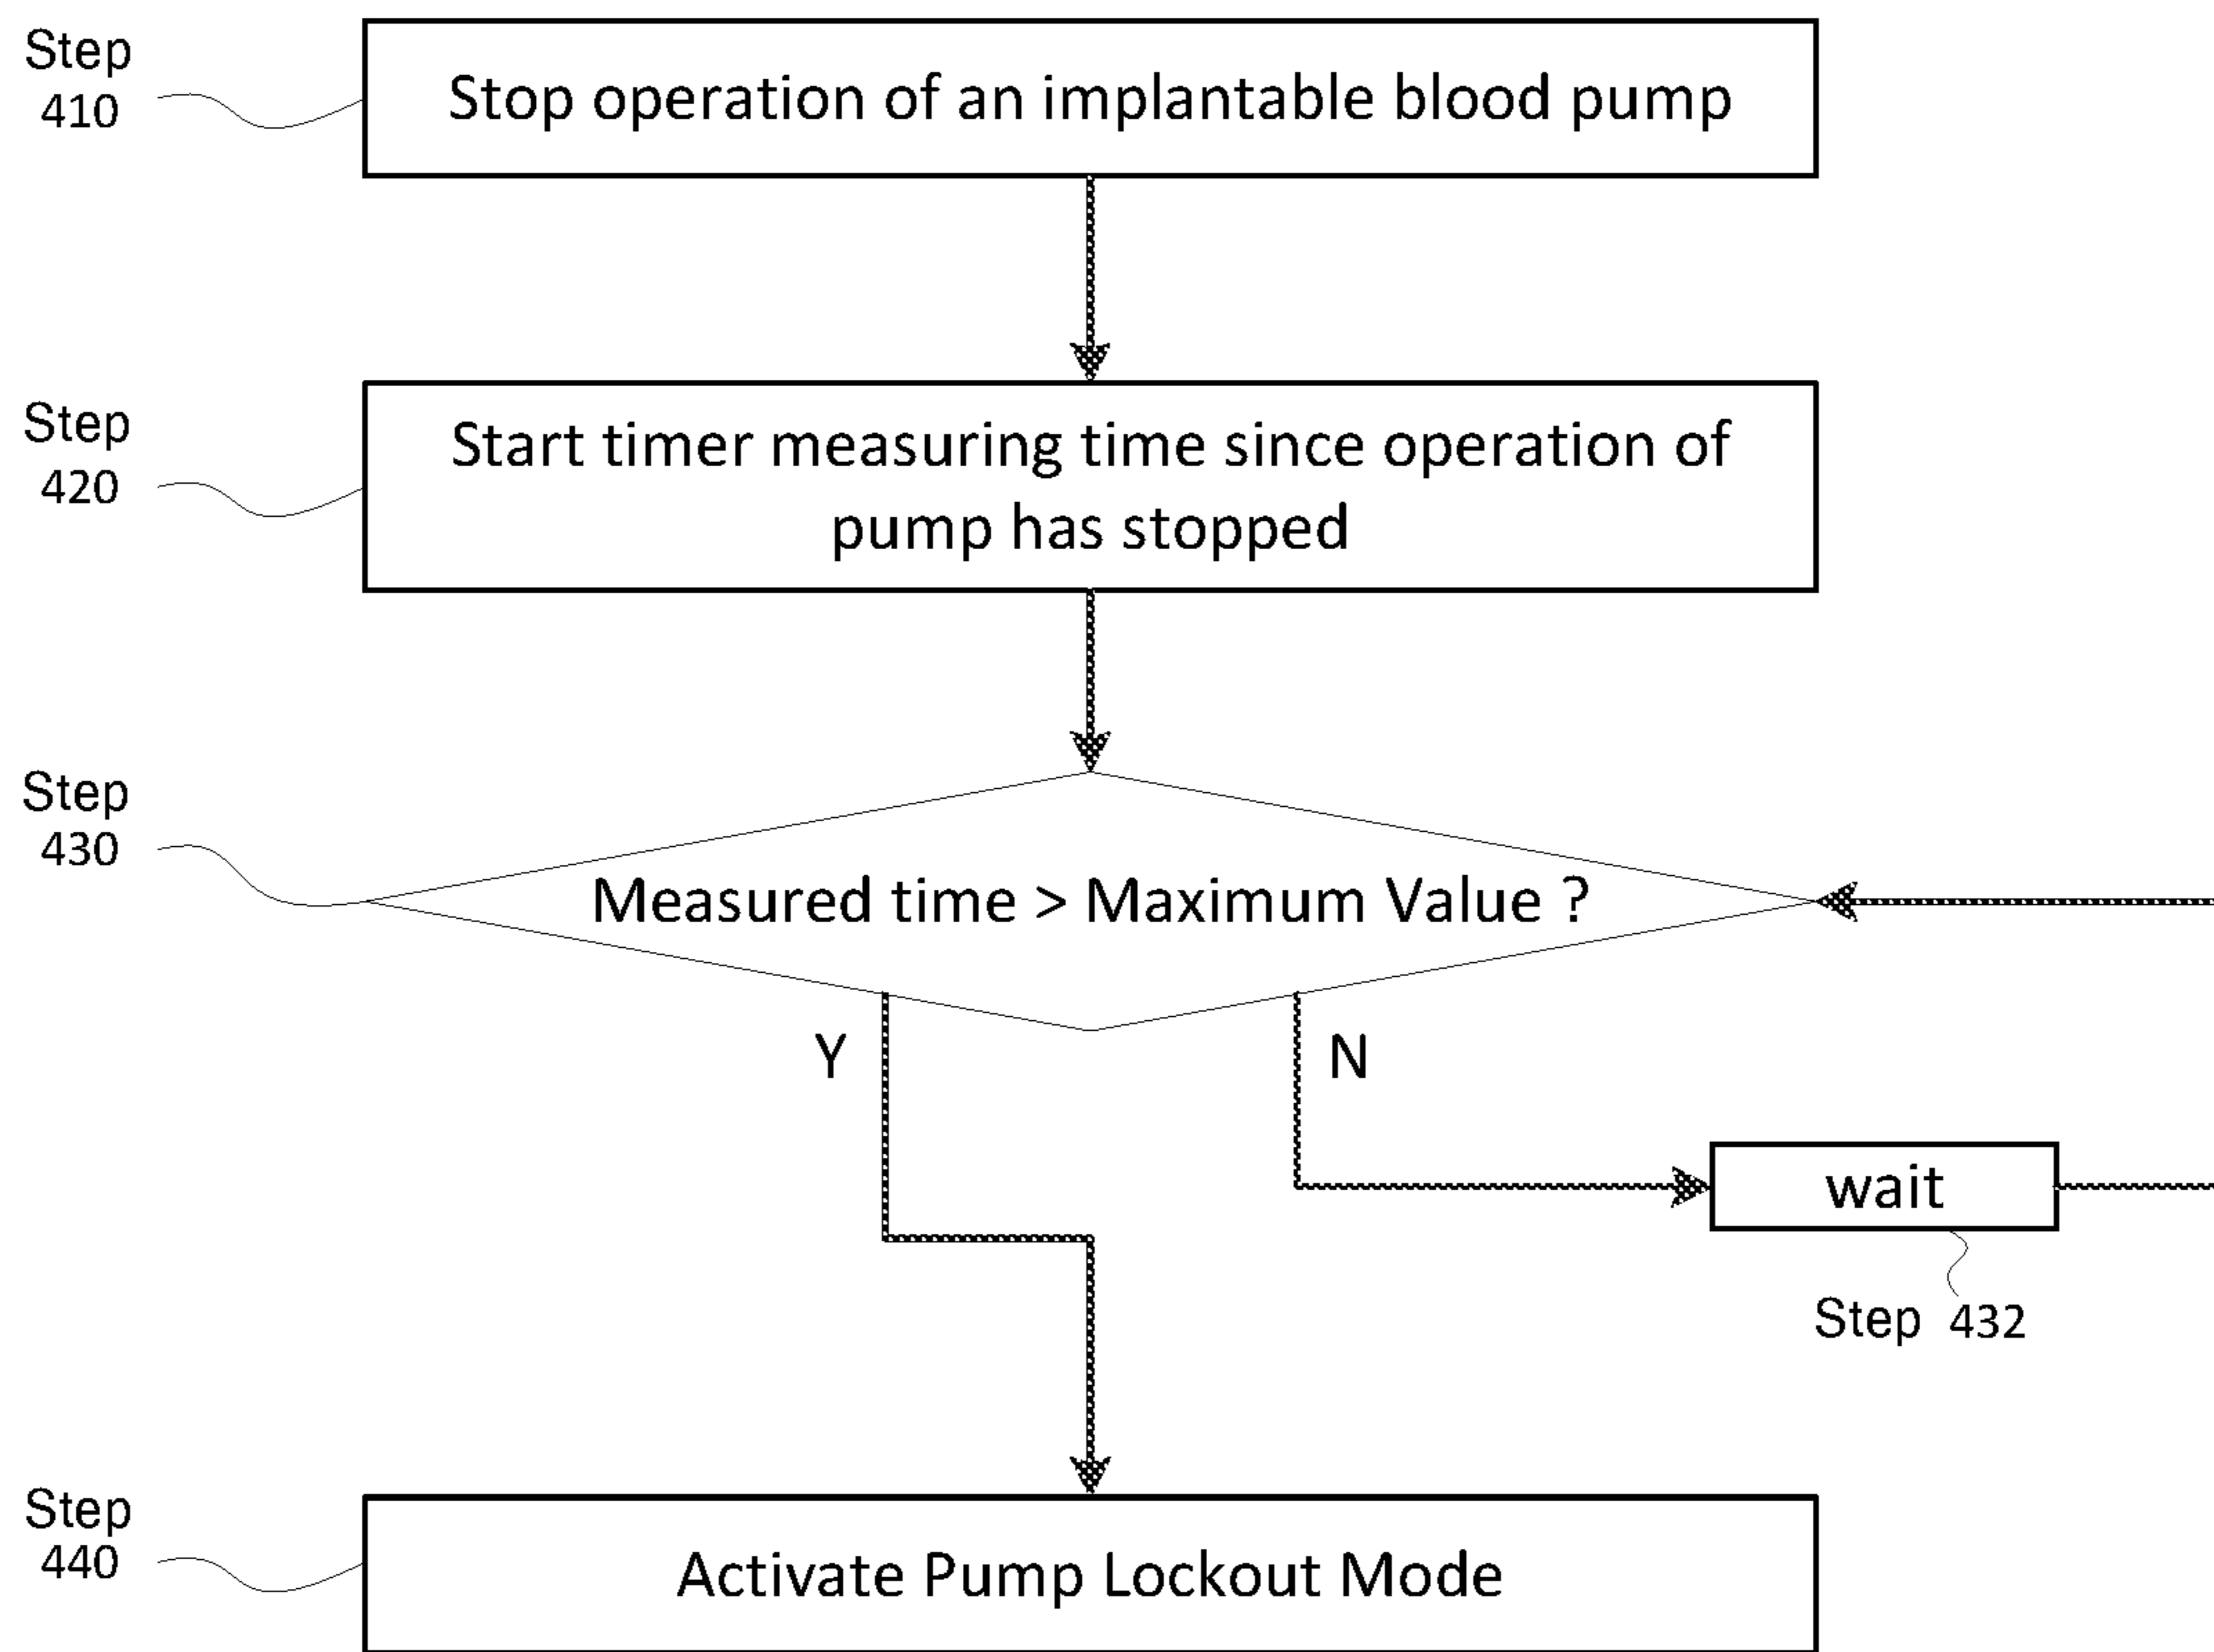 Step
410
Stop operation of an implantable blood pump
Step
420
Start timer measuring time since operation of
pump has stopped
Step
430
Measured time > Maximum Value ?
Y
N
wait
Step 432
Step
440
Activate Pump Lockout Mode